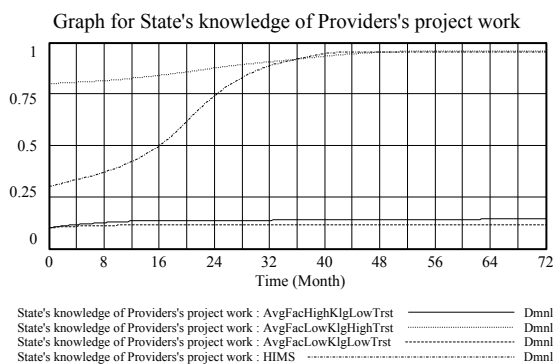 Graph for State's knowledge of Providers's project work
1
0.75
0.5
0.25
0
0 8 16 24 32 40 48 56 64 72
Time (Month)
State's knowledge of Providers's project work : AvgFacHighKlgLowTrst Dmnl
State's knowledge of Providers's project work : AvgFacLowKlgHighTrst Dmnl
State's knowledge of Providers's project work : AvgFacLowKlgLowTrst Dmnl
State's knowledge of Providers's project work : HIMS Dmnl